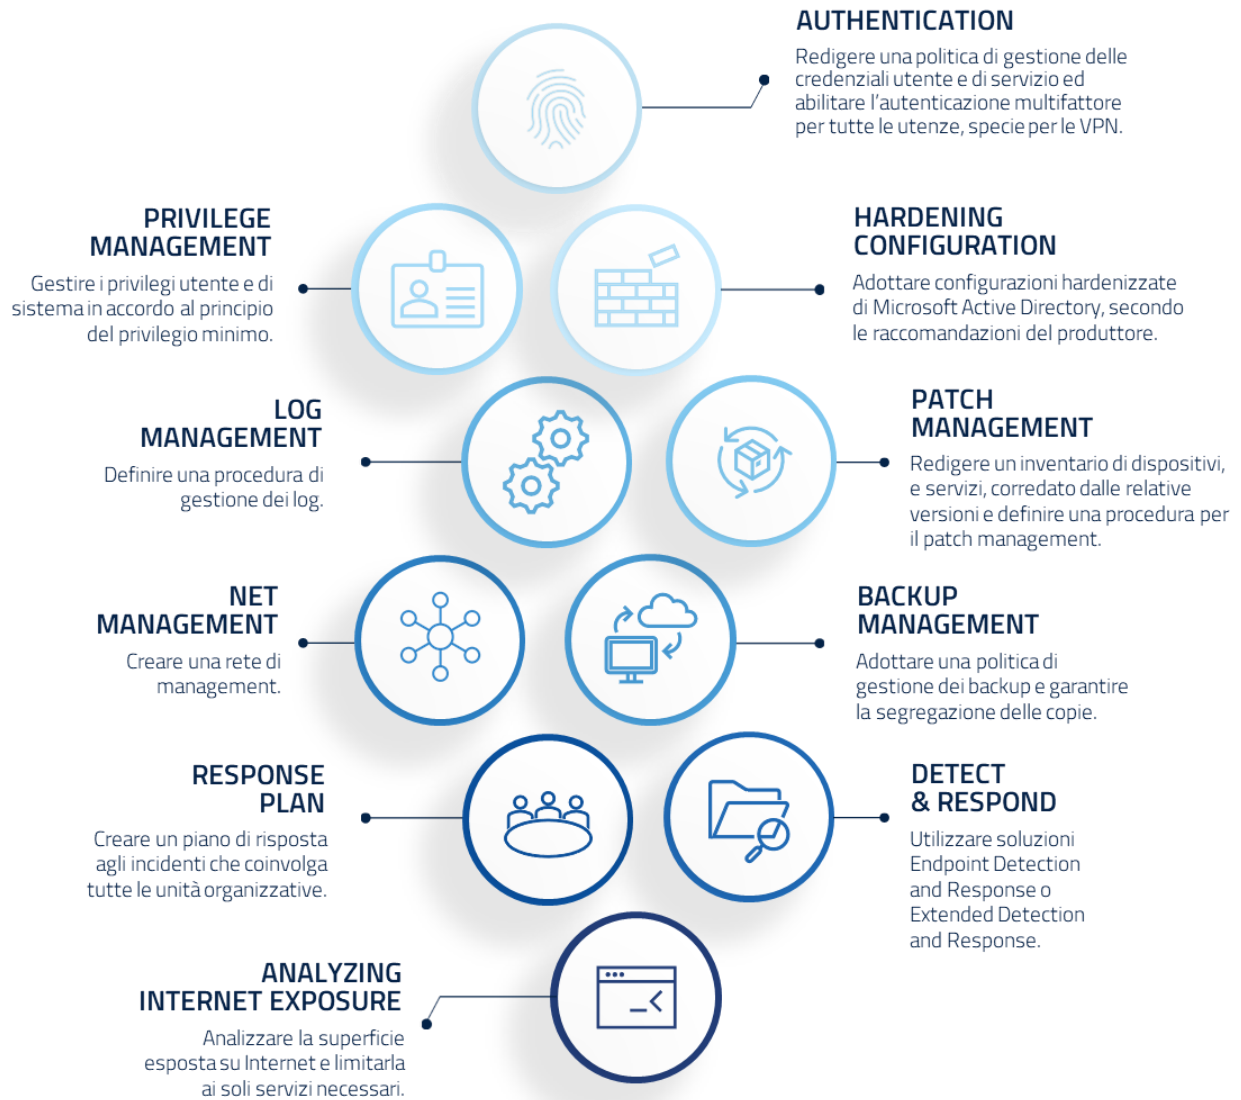 AUTHENTICATION
Redigere una politica di gestione delle
credenziali utente e di servizio ed
abilitare l'autenticazione multifattore
per tutte le utenze, specie per le VPN.
PRIVILEGE
MANAGEMENT
Gestire i privilegi utente e di
sistema in accordo al principio
del privilegio minimo.
HARDENING
CONFIGURATION
Adottare configurazioni hardenizzate
di Microsoft Active Directory, secondo
le raccomandazioni del produttore.
LOG
MANAGEMENT
Definire una procedura di
gestione dei log.
PATCH
MANAGEMENT
Redigere un inventario di dispositivi,
e servizi, corredato dalle relative
versioni e definire una procedura per
il patch management.
NET
MANAGEMENT
Creare una rete di
management.
BACKUP
MANAGEMENT
Adottare una politica di
gestione dei backup e garantire
la segregazione delle copie.
RESPONSE
PLAN
Creare un piano di risposta
agli incidenti che coinvolga
tutte le unità organizzative.
DETECT
& RESPOND
Utilizzare soluzioni
Endpoint Detection
and Response o
Extended Detection
and Response.
ANALYZING
INTERNET EXPOSURE
Analizzare la superficie
esposta su Internet e limitarla
ai soli servizi necessari.